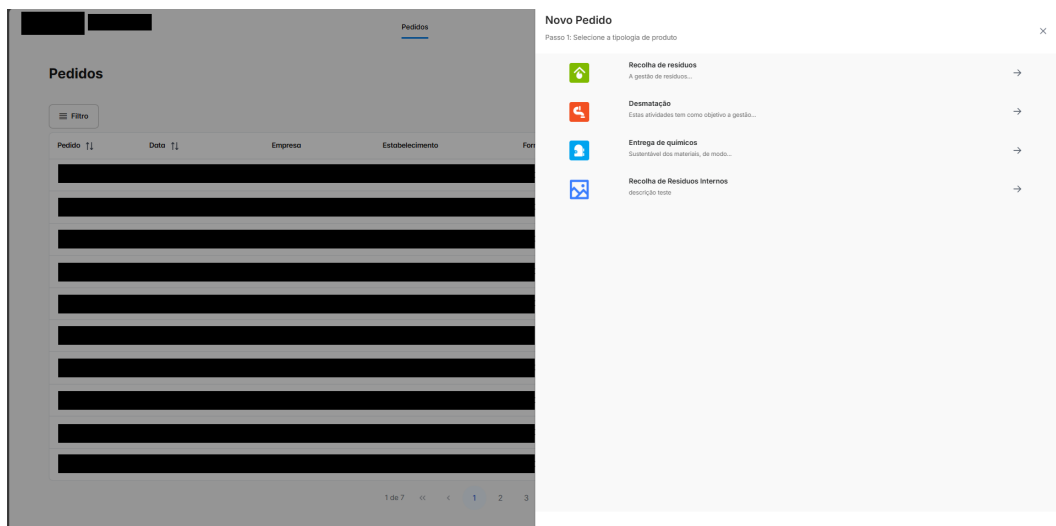 Pedidos
Pedidos
Filtro
Pedido Data Empresa Estabelecimento
1 de 7 << < 1 2 3
Novo Pedido
Passo 1: Selecione a tipologia de produto
Recolha de resíduos
A gestão de resíduos...
Desmatação
Estas atividades tem como objetivo a gestão...
Entrega de químicos
Sustentável dos materiais, de modo...
Recolha de Residuos Internos
descrição teste